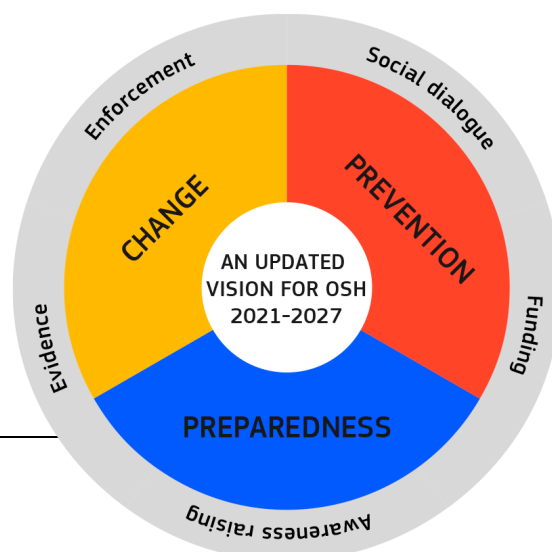 Enforcement
Social dialogue
CHANGE
PREVENTION
AN UPDATED
VISION FOR OSH
2021-2027
Evidence
Funding
PREPAREDNESS
Awareness raising